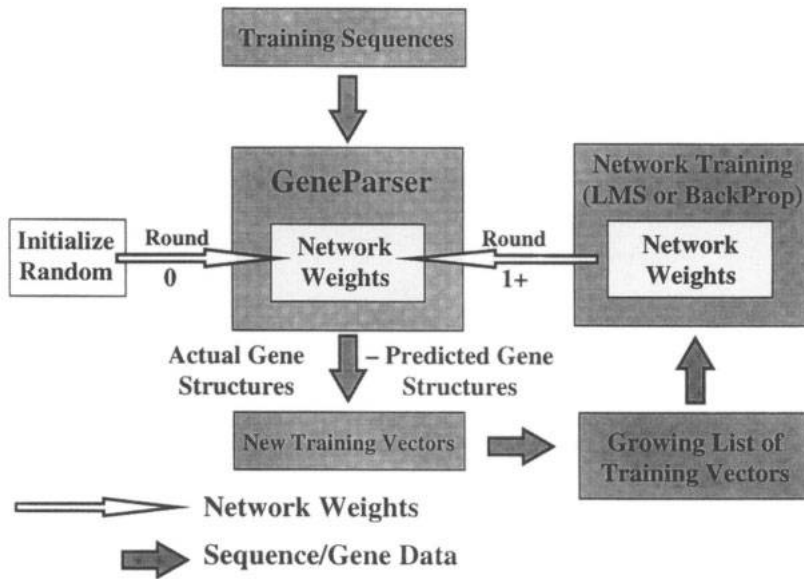 Training Sequences
GeneParser
Network Training
(LMS or BackProp)
Initialize
Random
Round
0
Network
Weights
Round
1+
Network
Weights
Actual Gene
Structures
– Predicted Gene
Structures
New Training Vectors
Growing List of
Training Vectors
Network Weights
Sequence/Gene Data